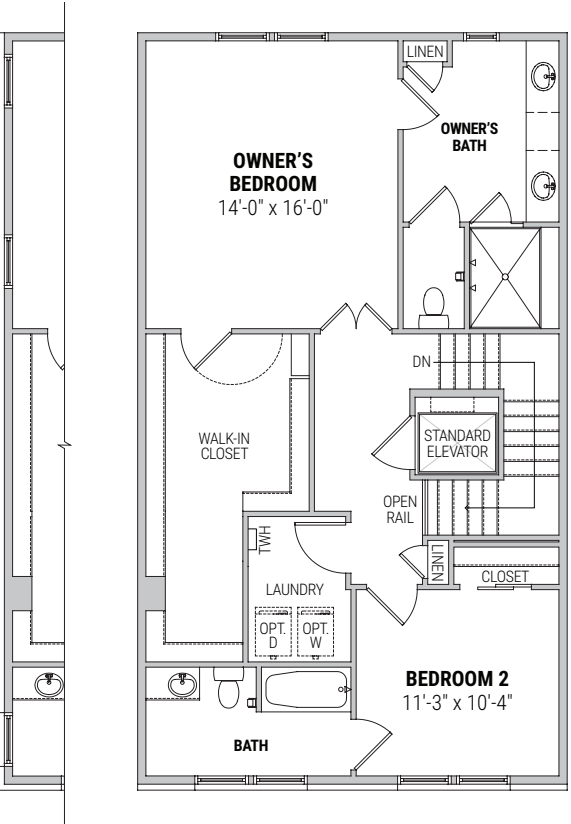 LINEN
OWNER'S
BATH
OWNER'S
BEDROOM
14'-0" x 16'-0"
DN
WALK-IN
CLOSET
STANDARD
ELEVATOR
OPEN
RAIL
TWH
LINEN
CLOSET
LAUNDRY
OPT.
D
OPT.
W
BEDROOM 2
11'-3" x 10'-4"
BATH